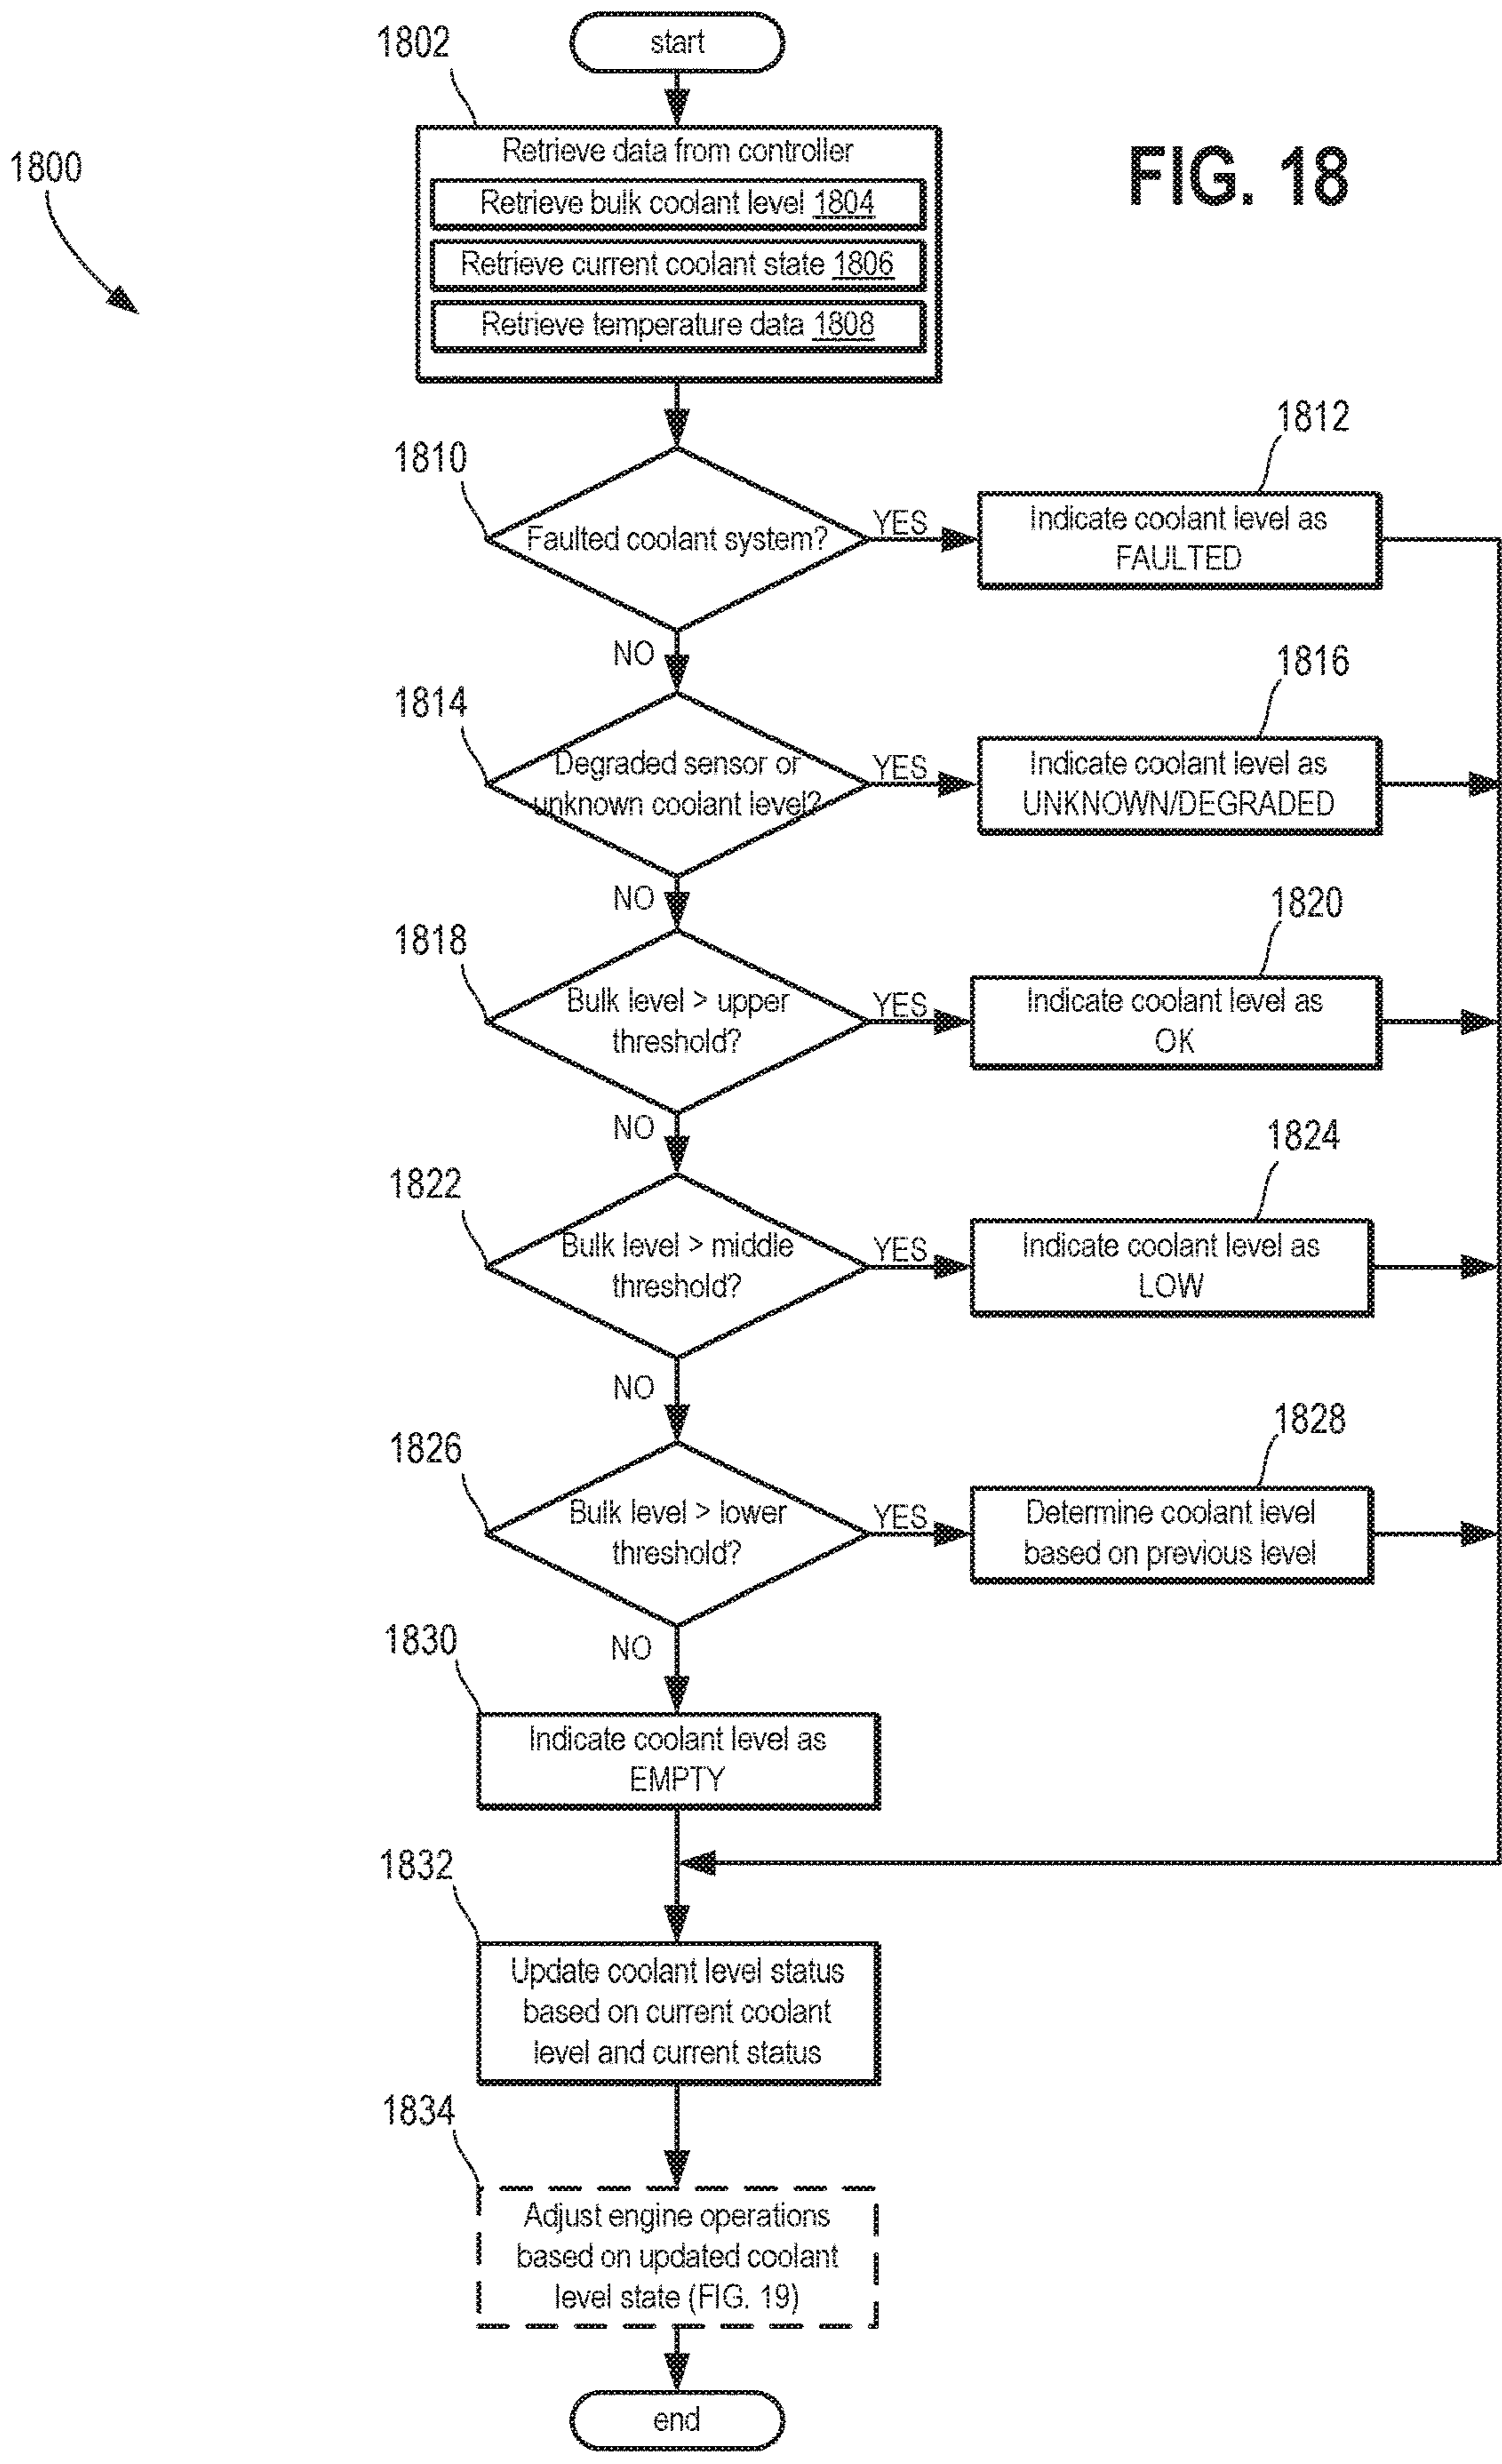 start
1802
1800
FIG. 18
Retrieve data from controller
Retrieve bulk coolant level 1804
Retrieve current coolant state 1806
Retrieve temperature data 1808
1810
Faulted coolant system?
YES
NO
1812
Indicate coolant level as
FAULTED
1814
Degraded sensor or
unknown coolant level?
YES
NO
1816
Indicate coolant level as
UNKNOWN/DEGRADED
1818
Bulk level > upper
threshold?
YES
NO
1820
Indicate coolant level as
OK
1822
Bulk level > middle
threshold?
YES
NO
1824
Indicate coolant level as
LOW
1826
Bulk level > lower
threshold?
YES
NO
1828
Determine coolant level
based on previous level
1830
Indicate coolant level as
EMPTY
1832
Update coolant level status
based on current coolant
level and current status
1834
Adjust engine operations
based on updated coolant
level state (FIG. 19)
end